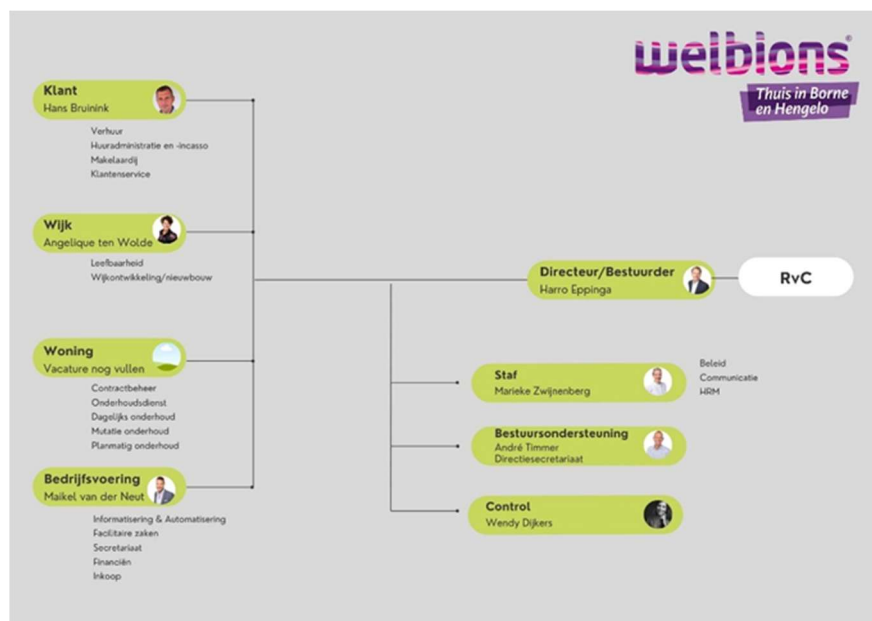 welbions®
Thuis in Borne
en Hengelo
Klant
Hans Bruinink
Verhuur
Huuradministratie en -incasso
Makelaardij
Klantenservice
Wijk
Angelique ten Wolde
Leefbaarheid
Wijkontwikkeling/nieuwbouw
Directeur/Bestuurder
Harro Eppinga
RvC
Woning
Vacature nog vullen
Contractbeheer
Onderhoudsdienst
Dagelijks onderhoud
Mutatie onderhoud
Planmatig onderhoud
Staf
Marieke Zwijnenberg
Beleid
Communicatie
HRM
Bestuursondersteuning
André Timmer
Directiesecretariaat
Bedrijfsvoering
Maikel van der Neut
Informatisering & Automatisering
Facilitaire zaken
Secretariaat
Financiën
Inkoop
Control
Wendy Dijkers